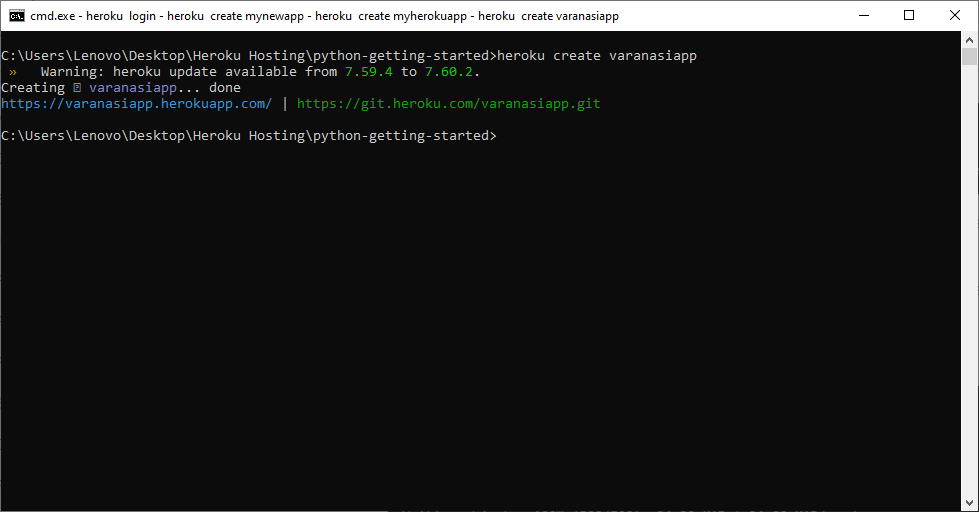 cmd.exe - heroku  login - heroku  create mynewapp - heroku  create myherokuapp - heroku  create varanasiapp
C:\Users\Lenovo\Desktop\Heroku Hosting\python-getting-started>heroku create varanasiapp
 »   Warning: heroku update available from 7.59.4 to 7.60.2.
Creating ⍰ varanasiapp... done
https://varanasiapp.herokuapp.com/ | https://git.heroku.com/varanasiapp.git
C:\Users\Lenovo\Desktop\Heroku Hosting\python-getting-started>